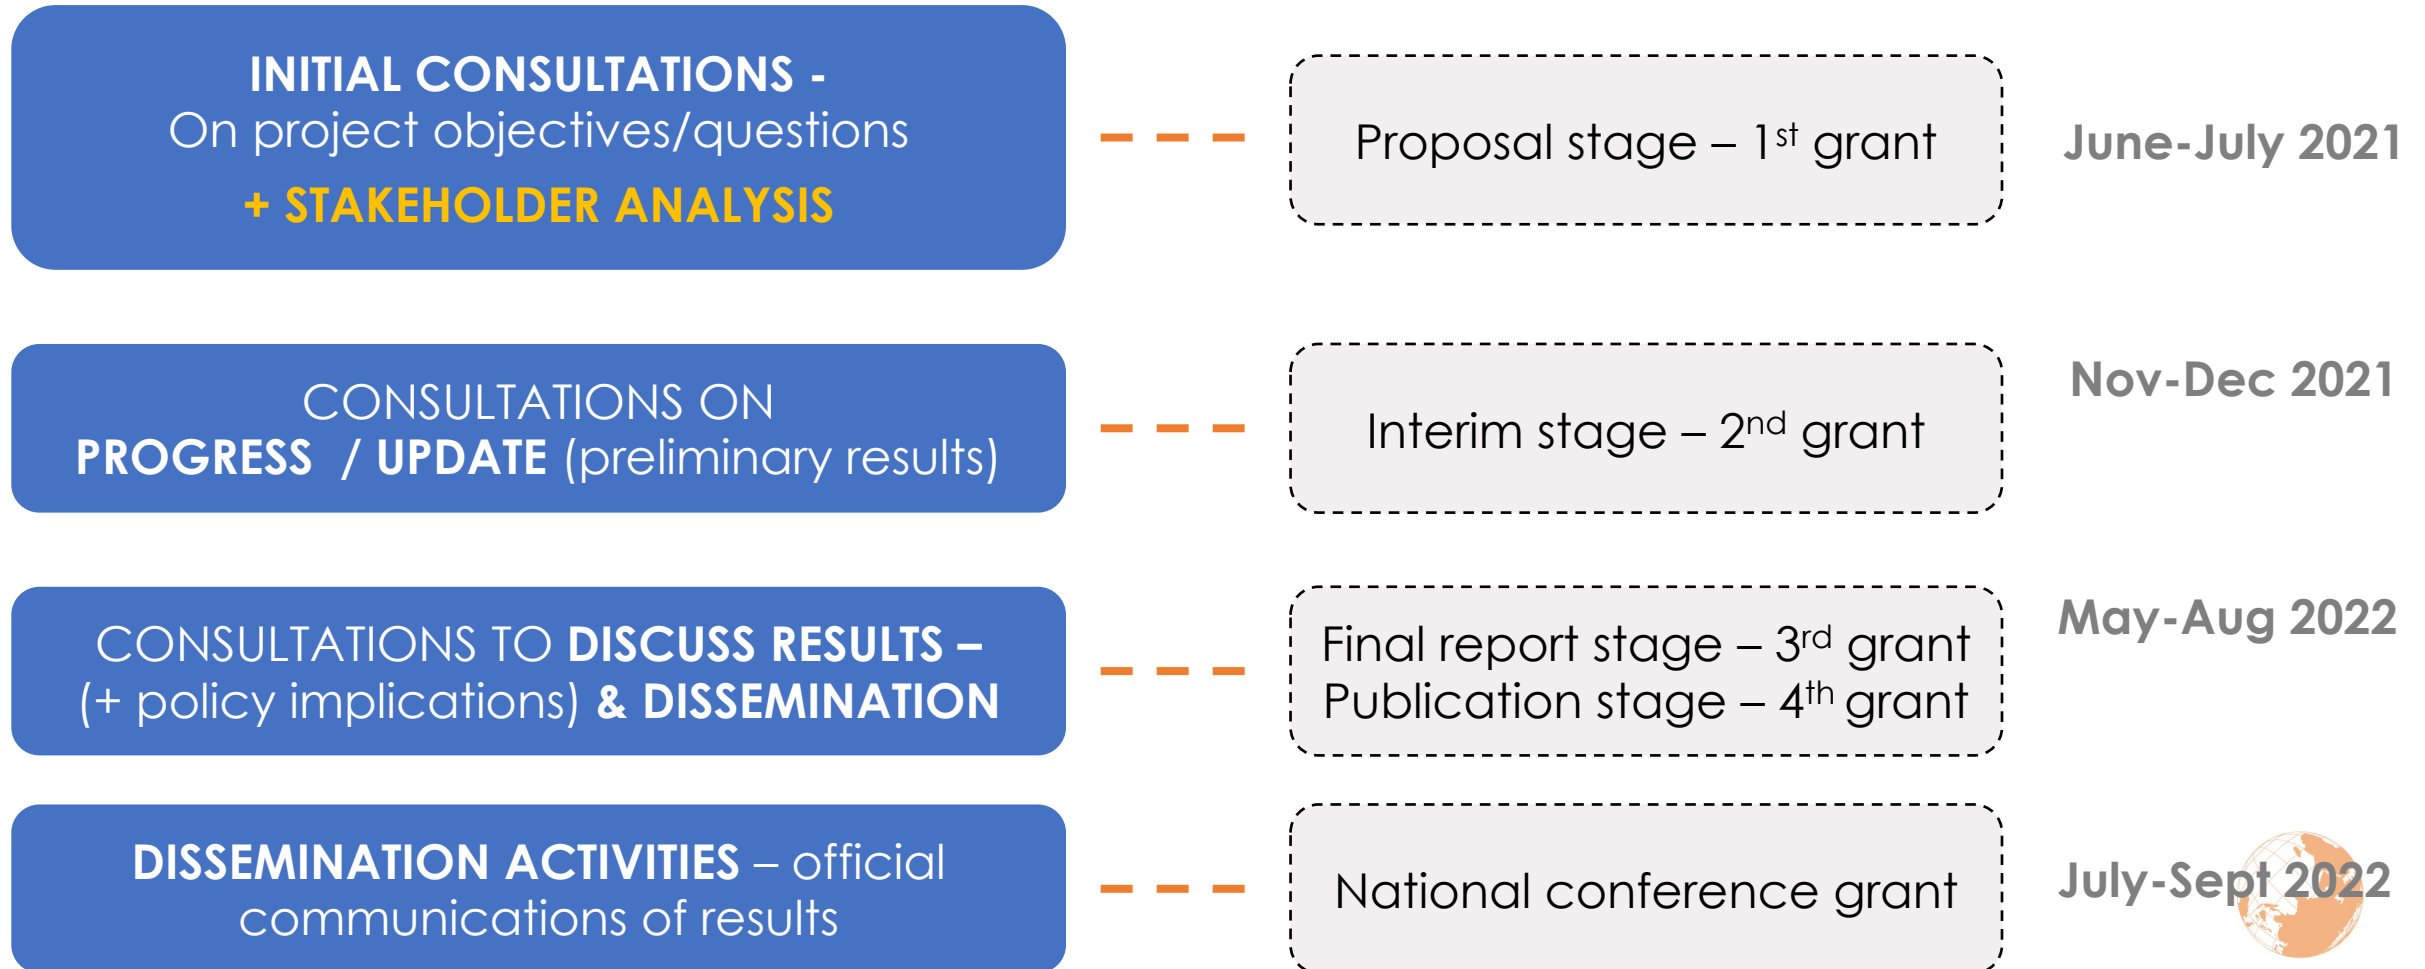 INITIAL CONSULTATIONS -
On project objectives/questions
+ STAKEHOLDER ANALYSIS
Proposal stage – 1st grant
June-July 2021
CONSULTATIONS ON
PROGRESS / UPDATE (preliminary results)
Interim stage – 2nd grant
Nov-Dec 2021
CONSULTATIONS TO DISCUSS RESULTS –
(+ policy implications) & DISSEMINATION
Final report stage – 3rd grant
Publication stage – 4th grant
May-Aug 2022
DISSEMINATION ACTIVITIES – official
communications of results
National conference grant
July-Sept 2022